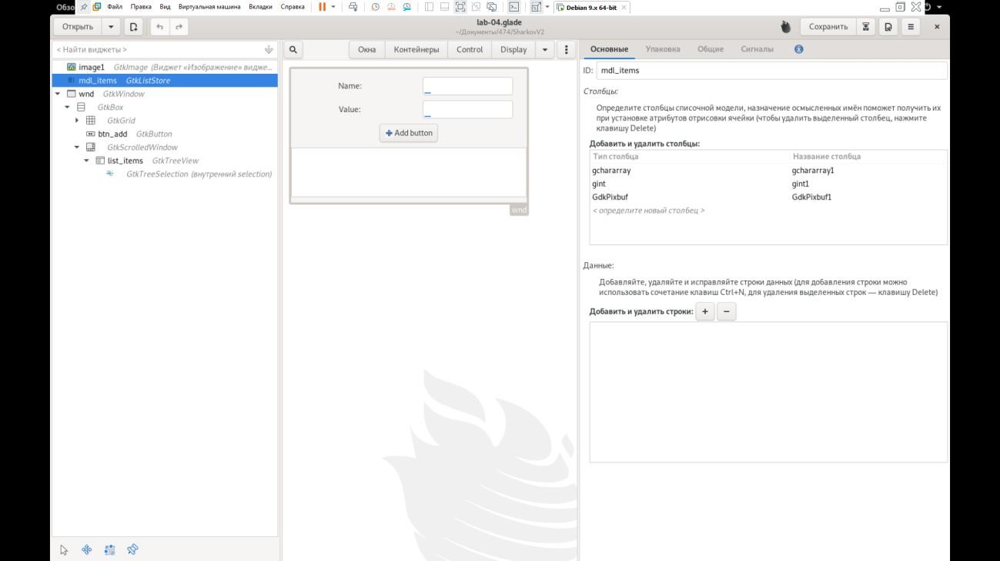 Обзо
Файл Правка Вид Виртуальная машина Вкладки Справка
Debian 9.x 64-bit
Открыть
lab-04.glade
~/Документы/474/SharkovV2
Сохранить
< Найти виджеты >
image1 GtkImage (Виджет «Изображение» видже...
mdl_items GtkListStore
wnd GtkWindow
GtkBox
GtkGrid
btn_add GtkButton
GtkScrolledWindow
list_items GtkTreeView
GtkTreeSelection (внутренний selection)
Окна Контейнеры Control Display
Name:
Value:
Add button
wnd
Основные Упаковка Общие Сигналы
ID: mdl_items
Столбцы:
Определите столбцы списочной модели, назначение осмысленных имён поможет получить их
при установке атрибутов отрисовки ячейки (чтобы удалить выделенный столбец, нажмите
клавишу Delete)
Добавить и удалить столбцы:
Тип столбца Название столбца
gchararray gchararray1
gint gint1
GdkPixbuf GdkPixbuf1
< определите новый столбец >
Данные:
Добавляйте, удаляйте и исправляйте строки данных (для добавления строки можно
использовать сочетание клавиш Ctrl+N, для удаления выделенных строк — клавишу Delete)
Добавить и удалить строки: + −